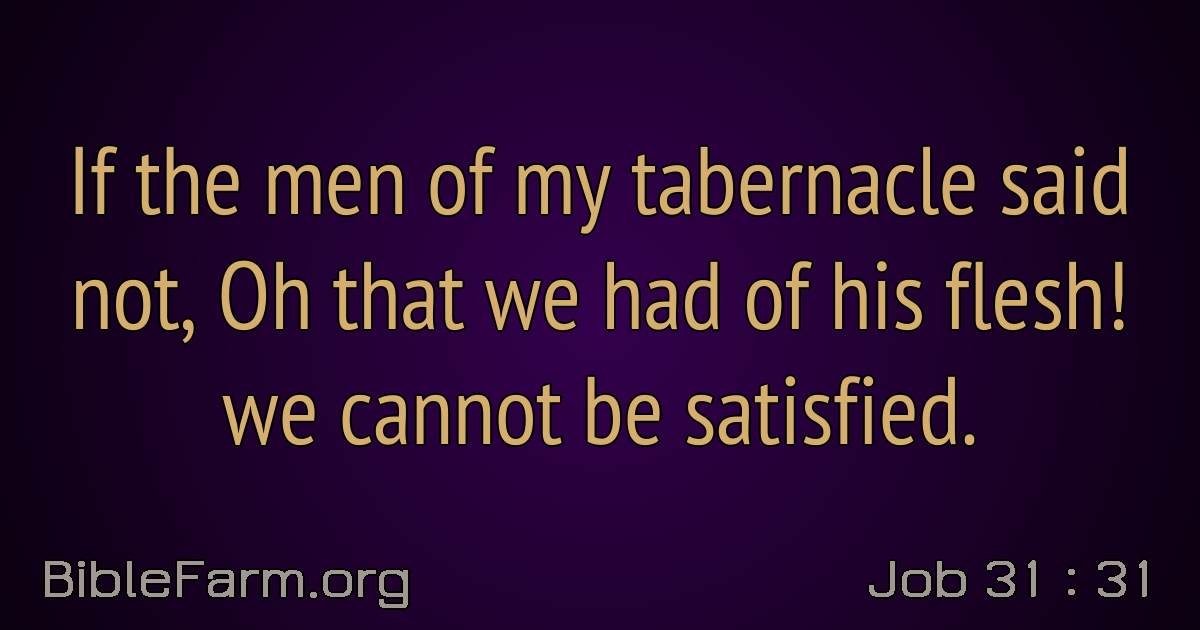 If the men of my tabernacle said
not, Oh that we had of his flesh!
we cannot be satisfied.
BibleFarm.org
Job 31 : 31